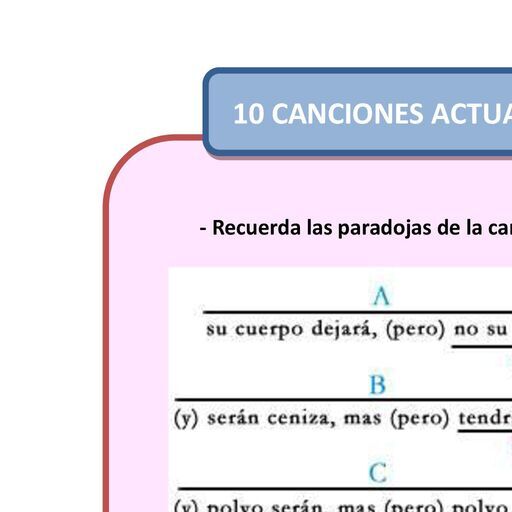 10 CANCIONES ACTUA
- Recuerda las paradojas de la can
A
su cuerpo dejará, (pero) no su
B
(y) serán ceniza, mas (pero) tendr
C
(y) polvo serán, mas (pero) polvo